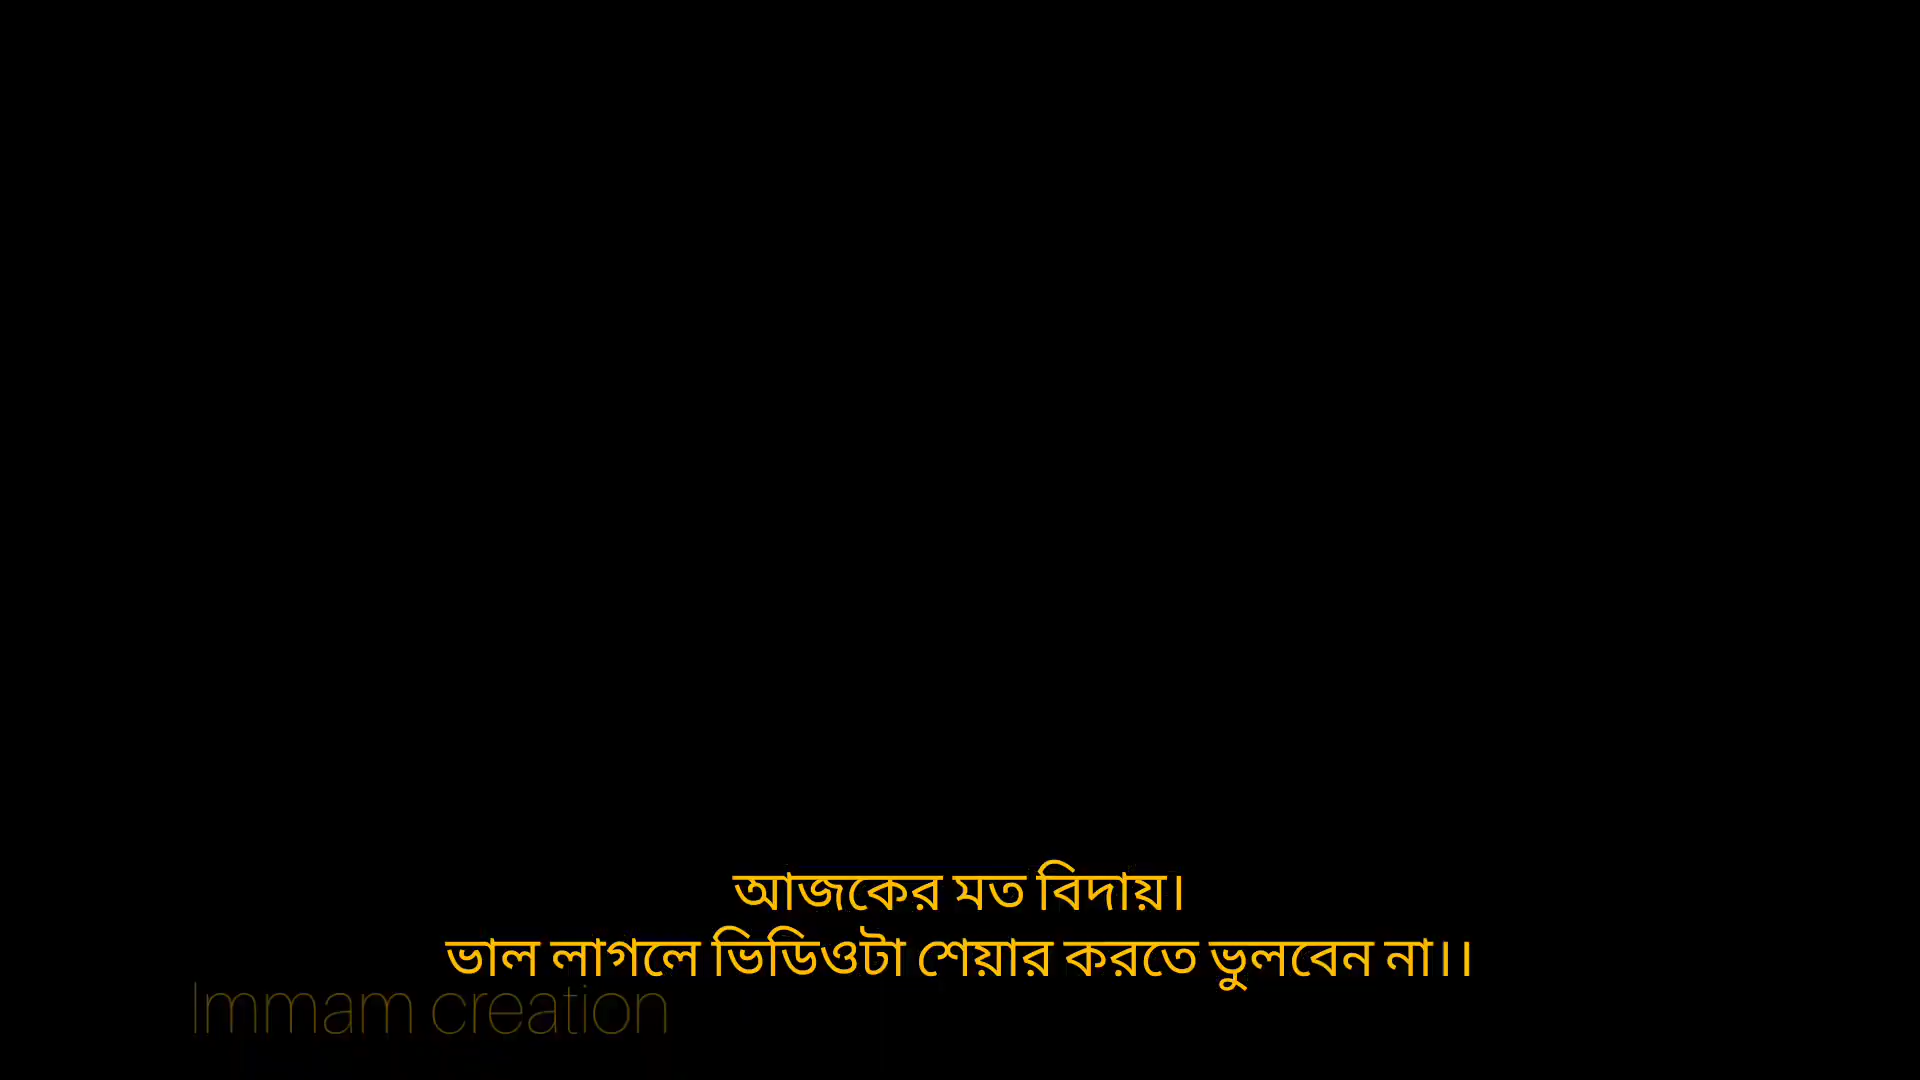 আজকের মত বিদায়।
ভাল লাগলে ভিডিওটা শেয়ার করতে ভুলবেন না।।
Immam creation